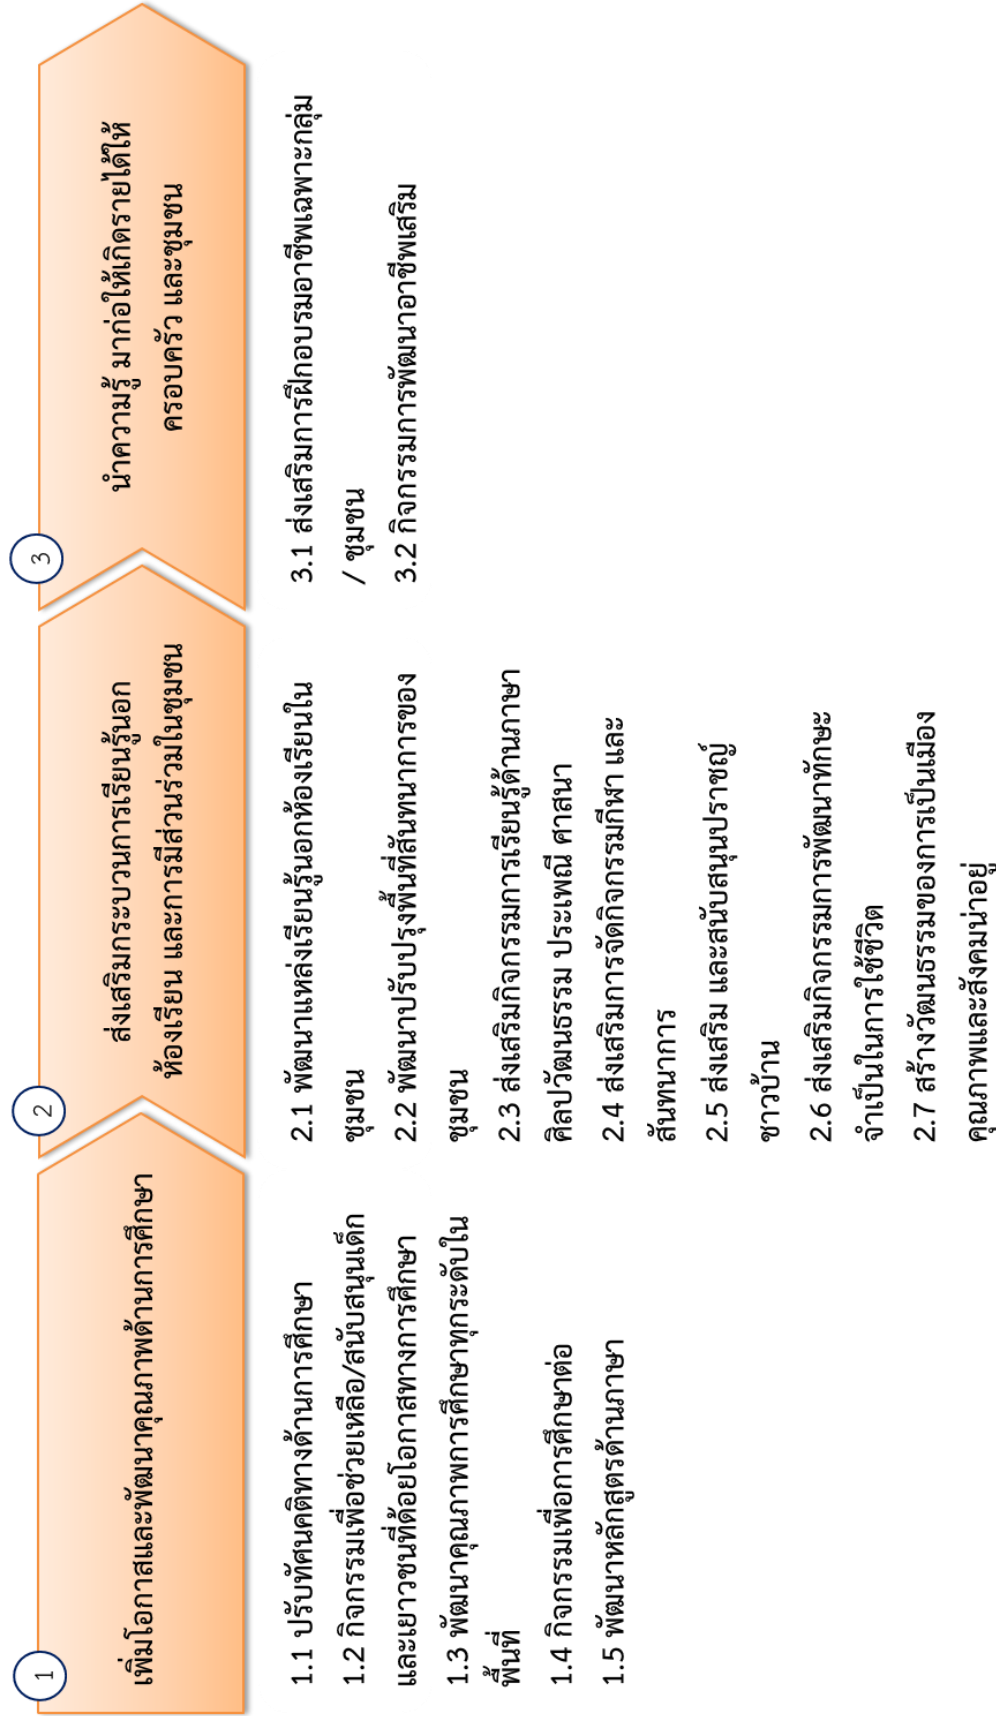 1
เพิ่มโอกาสและพัฒนาคุณภาพด้านการศึกษา
1.1 ปรับทัศนคติทางด้านการศึกษา
1.2 กิจกรรมเพื่อช่วยเหลือ/สนับสนุนเด็ก
และเยาวชนที่ด้อยโอกาสทางการศึกษา
1.3 พัฒนาคุณภาพการศึกษาทุกระดับใน
พื้นที่
1.4 กิจกรรมเพื่อการศึกษาต่อ
1.5 พัฒนาหลักสูตรด้านภาษา
2
ส่งเสริมกระบวนการเรียนรู้นอก
ห้องเรียน และการมีส่วนร่วมในชุมชน
2.1 พัฒนาแหล่งเรียนรู้นอกห้องเรียนใน
ชุมชน
2.2 พัฒนาปรับปรุงพื้นที่สันทนาการของ
ชุมชน
2.3 ส่งเสริมกิจกรรมการเรียนรู้ด้านภาษา
ศิลปวัฒนธรรม ประเพณี ศาสนา
2.4 ส่งเสริมการจัดกิจกรรมกีฬา และ
สันทนาการ
2.5 ส่งเสริม และสนับสนุนปราชญ์
ชาวบ้าน
2.6 ส่งเสริมกิจกรรมการพัฒนาทักษะ
จำเป็นในการใช้ชีวิต
2.7 สร้างวัฒนธรรมของการเป็นเมือง
คุณภาพและสังคมน่าอยู่
3
นำความรู้ มาก่อให้เกิดรายได้ให้
ครอบครัว และชุมชน
3.1 ส่งเสริมการฝึกอบรมอาชีพเฉพาะกลุ่ม
/ ชุมชน
3.2 กิจกรรมการพัฒนาอาชีพเสริม